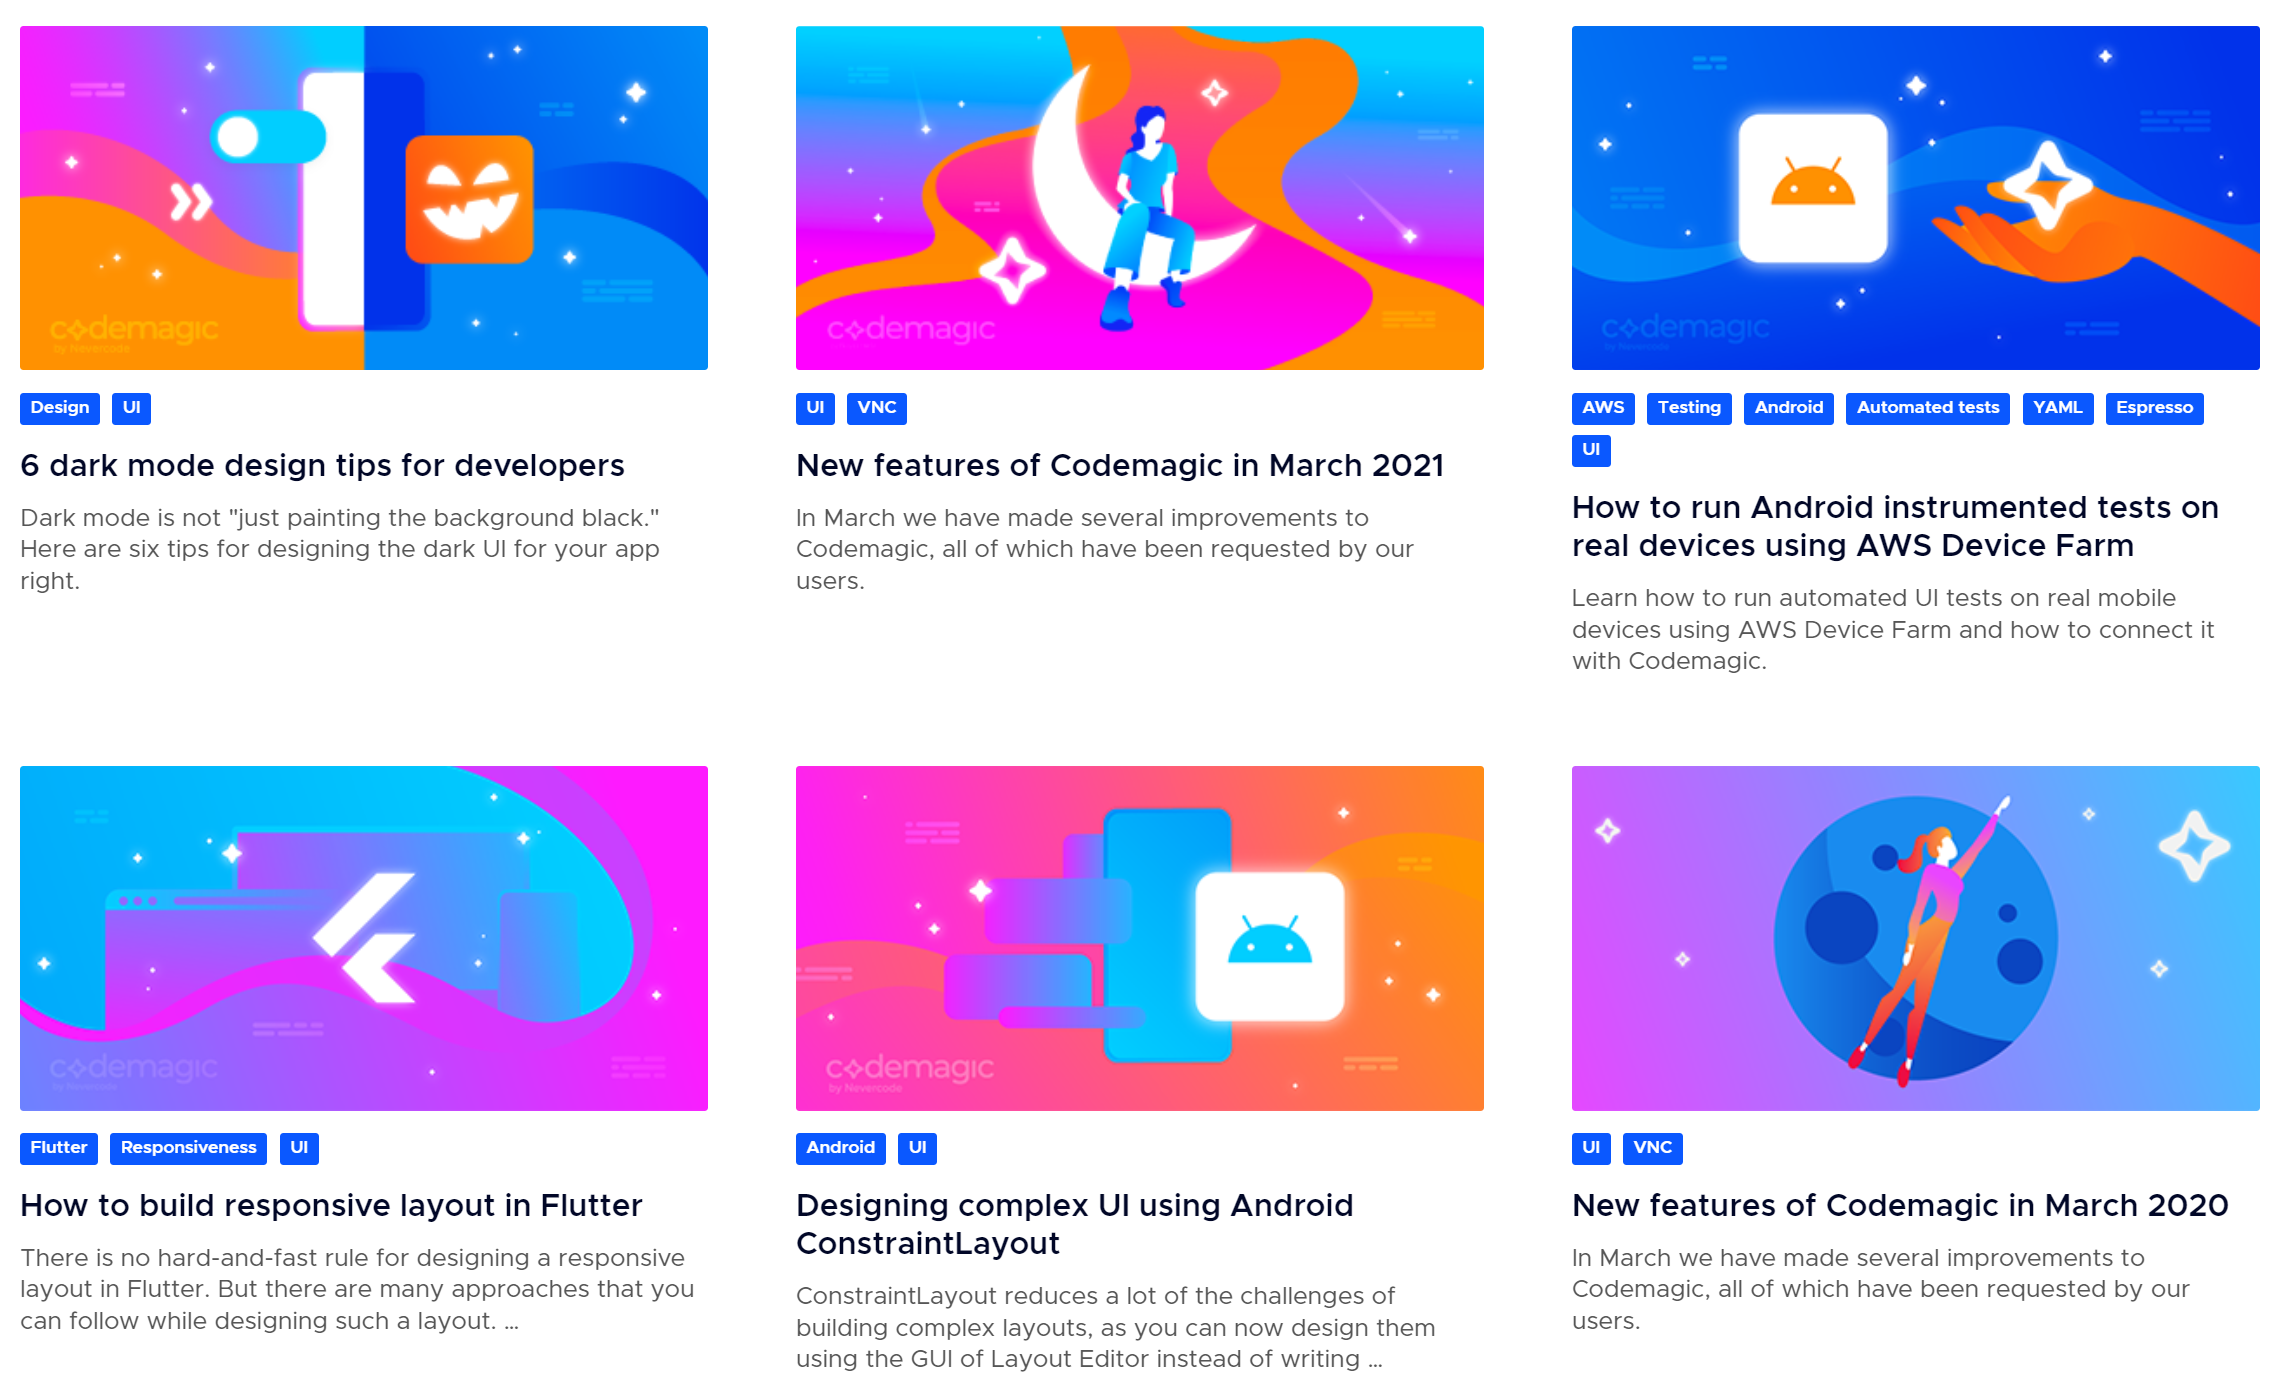 codemagic
by Nevercode
Design UI
6 dark mode design tips for developers
Dark mode is not "just painting the background black."
Here are six tips for designing the dark UI for your app
right.
codemagic
UI VNC
New features of Codemagic in March 2021
In March we have made several improvements to
Codemagic, all of which have been requested by our
users.
codemagic
by Nevercode
AWS Testing Android Automated tests YAML Espresso
UI
How to run Android instrumented tests on
real devices using AWS Device Farm
Learn how to run automated UI tests on real mobile
devices using AWS Device Farm and how to connect it
with Codemagic.
codemagic
by Nevercode
Flutter Responsiveness UI
How to build responsive layout in Flutter
There is no hard-and-fast rule for designing a responsive
layout in Flutter. But there are many approaches that you
can follow while designing such a layout. ...
codemagic
by Nevercode
Android UI
Designing complex UI using Android
ConstraintLayout
ConstraintLayout reduces a lot of the challenges of
building complex layouts, as you can now design them
using the GUI of Layout Editor instead of writing ...
UI VNC
New features of Codemagic in March 2020
In March we have made several improvements to
Codemagic, all of which have been requested by our
users.